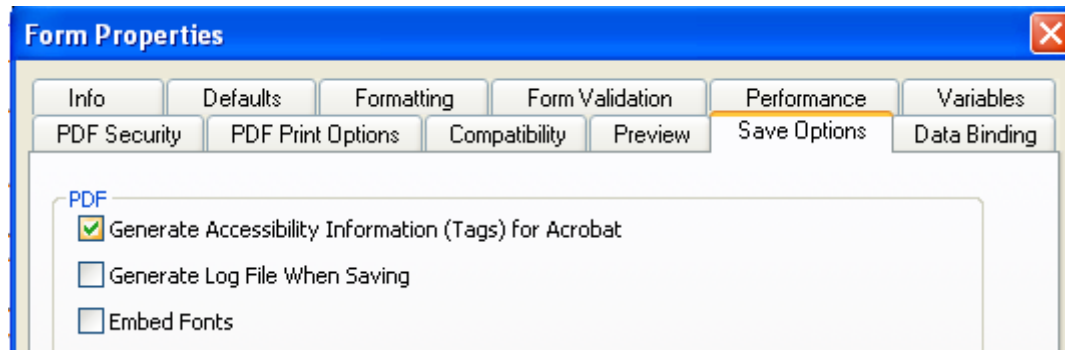 Form Properties
Info Defaults Formatting Form Validation Performance Variables
PDF Security PDF Print Options Compatibility Preview Save Options Data Binding
PDF
Generate Accessibility Information (Tags) for Acrobat
Generate Log File When Saving
Embed Fonts